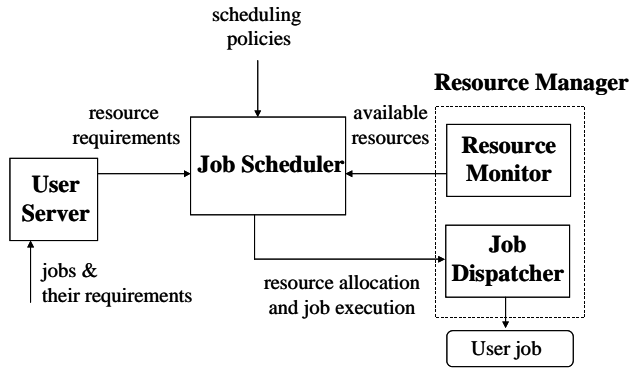 scheduling
policies
Resource Manager
resource
requirements
available
resources
Job Scheduler
Resource
Monitor
User
Server
Job
Dispatcher
jobs &
their requirements
resource allocation
and job execution
User job